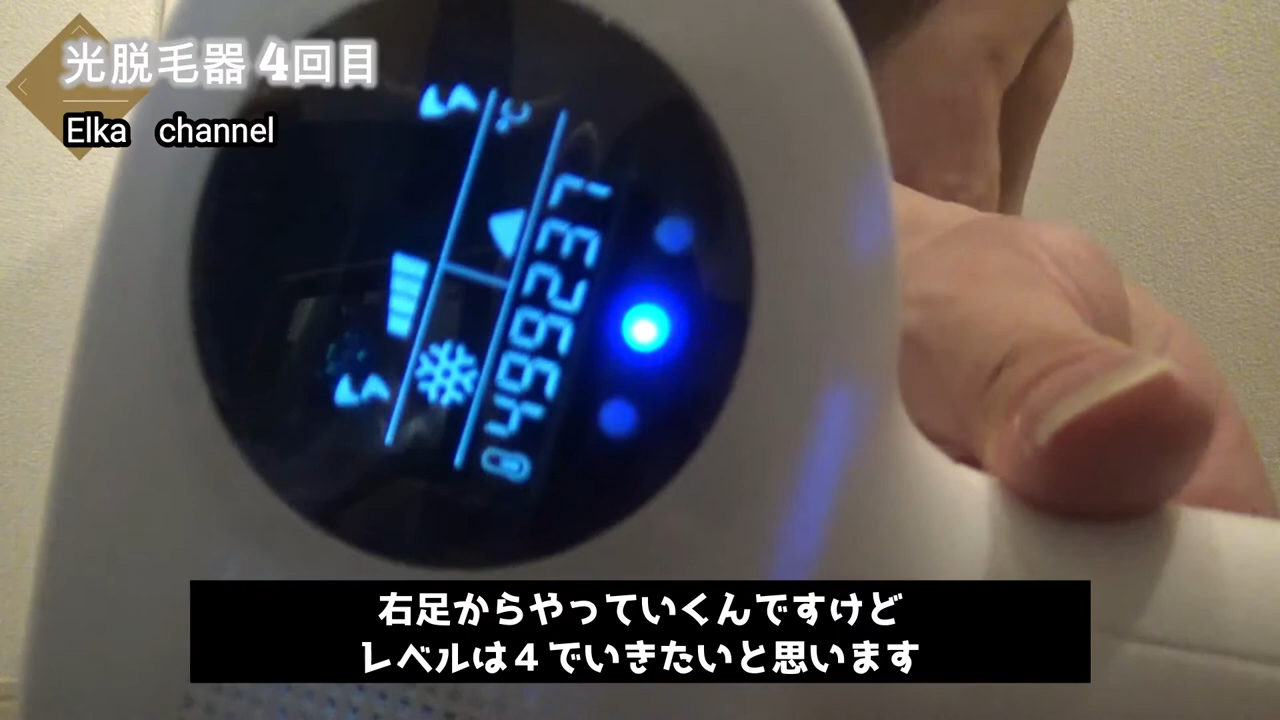 光脱毛器 4回目
Elka channel
℃
499237
右足からやっていくんですけど
レベルは４でいきたいと思います